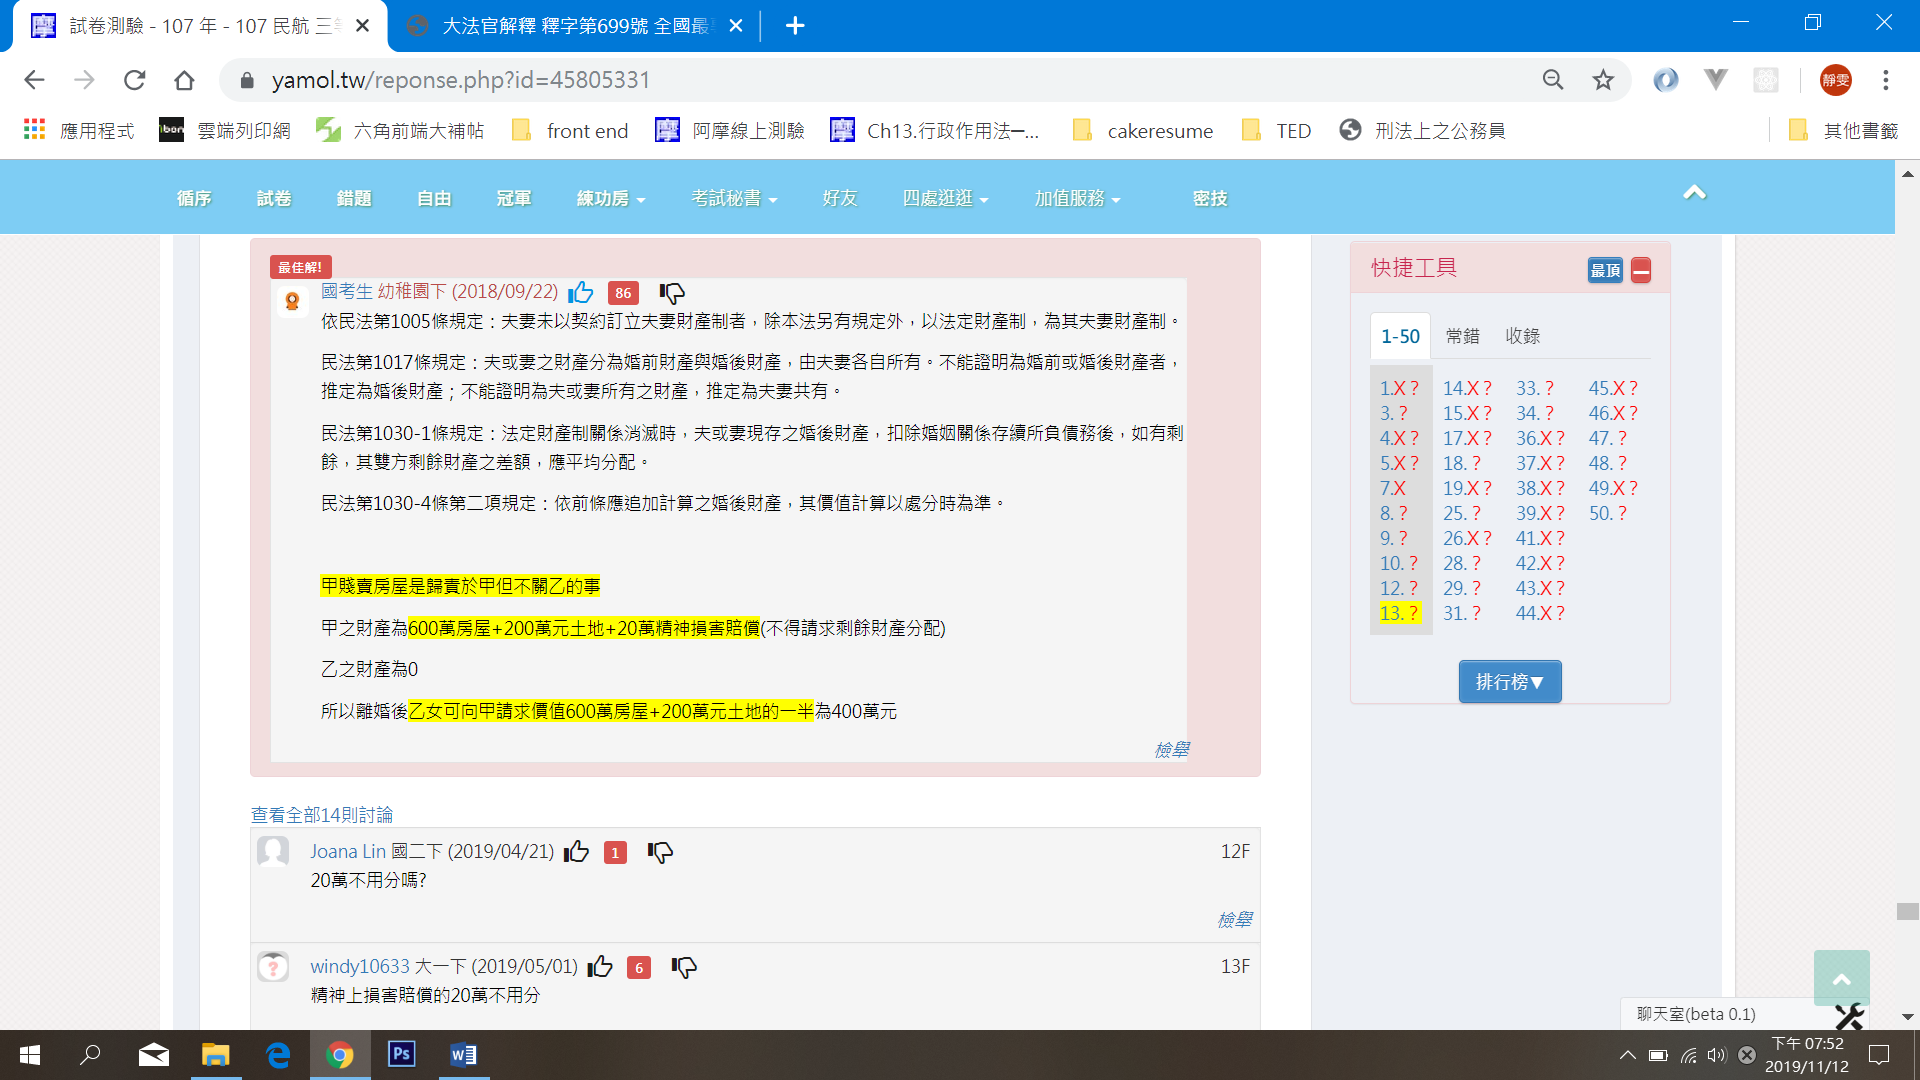 試卷測驗 - 107 年 - 107 民航 三
大法官解釋 釋字第699號 全國最
yamol.tw/reponse.php?id=45805331
靜雯
應用程式
ibon
雲端列印網
六角前端大補帖
front end
阿摩線上測驗
Ch13.行政作用法—...
cakeresume
TED
刑法上之公務員
其他書籤
循序
試卷
錯題
自由
冠軍
練功房
考試秘書
好友
四處逛逛
加值服務
密技
最佳解!
國考生 幼稚園下 (2018/09/22) 86
依民法第1005條規定：夫妻未以契約訂立夫妻財產制者，除本法另有規定外，以法定財產制，為其夫妻財產制。
民法第1017條規定：夫或妻之財產分為婚前財產與婚後財產，由夫妻各自所有。不能證明為婚前或婚後財產者，
推定為婚後財產；不能證明為夫或妻所有之財產，推定為夫妻共有。
民法第1030-1條規定：法定財產制關係消滅時，夫或妻現存之婚後財產，扣除婚姻關係存續所負債務後，如有剩
餘，其雙方剩餘財產之差額，應平均分配。
民法第1030-4條第二項規定：依前條應追加計算之婚後財產，其價值計算以處分時為準。
甲賤賣房屋是歸責於甲但不關乙的事
甲之財產為600萬房屋+200萬元土地+20萬精神損害賠償(不得請求剩餘財產分配)
乙之財產為0
所以離婚後乙女可向甲請求價值600萬房屋+200萬元土地的一半為400萬元
檢舉
查看全部14則討論
Joana Lin 國二下 (2019/04/21) 1 12F
20萬不用分嗎?
檢舉
windy10633 大一下 (2019/05/01) 6 13F
精神上損害賠償的20萬不用分
快捷工具
最頂
1-50 常錯 收錄
1.X ? 14.X ? 33. ? 45.X ?
3. ? 15.X ? 34. ? 46.X ?
4.X ? 17.X ? 36.X ? 47. ?
5.X ? 18. ? 37.X ? 48. ?
7.X 19.X ? 38.X ? 49.X ?
8. ? 25. ? 39.X ? 50. ?
9. ? 26.X ? 41.X ?
10. ? 28. ? 42.X ?
12. ? 29. ? 43.X ?
13. ? 31. ? 44.X ?
排行榜▼
聊天室(beta 0.1)
Ps
下午 07:52
2019/11/12